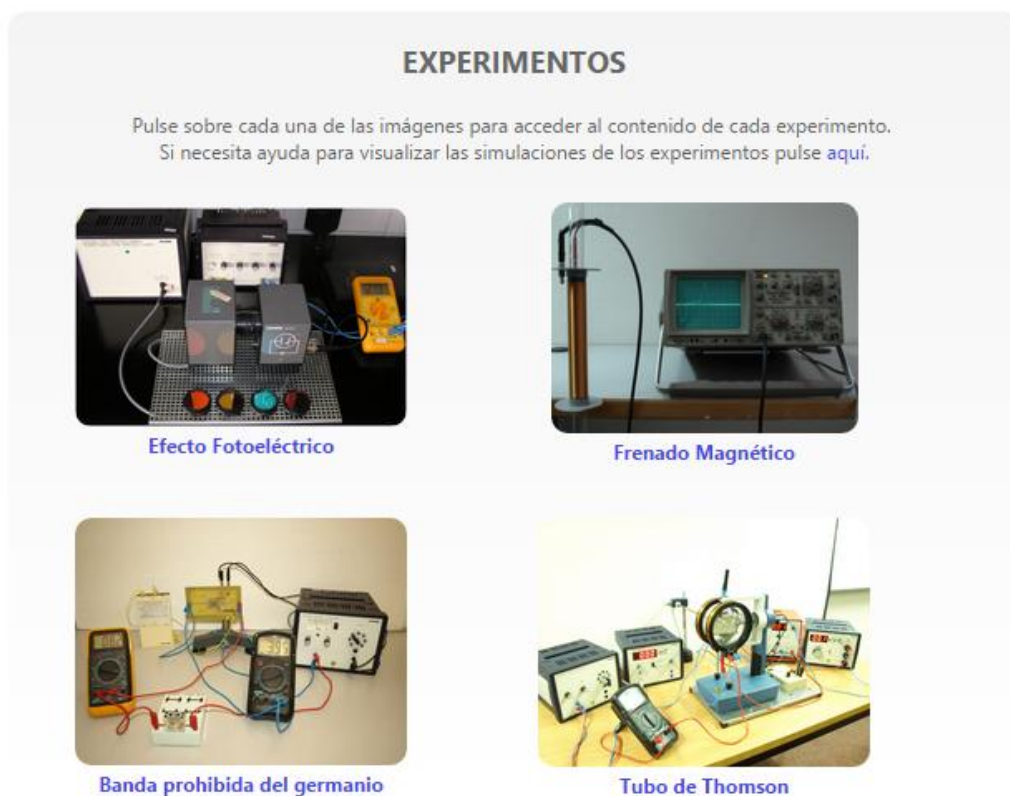 EXPERIMENTOS
Pulse sobre cada una de las imágenes para acceder al contenido de cada experimento.
Si necesita ayuda para visualizar las simulaciones de los experimentos pulse aquí.
Efecto Fotoeléctrico
Frenado Magnético
Banda prohibida del germanio
Tubo de Thomson